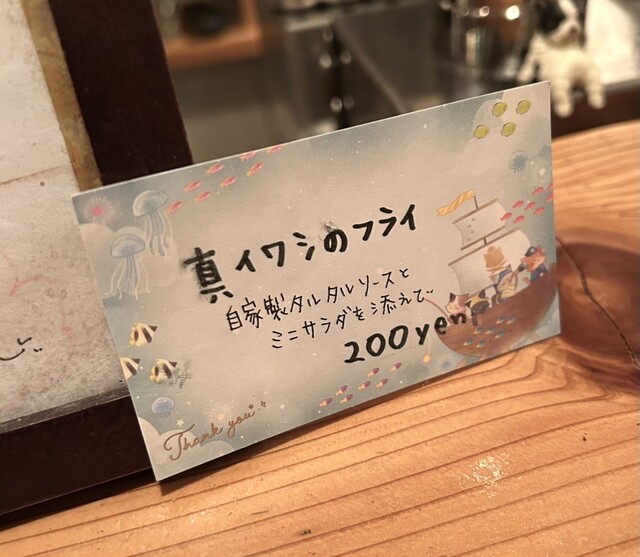 真イワシのフライ
自家製タルタルソースと
ミニサラダを添えて
200yen
Thank you